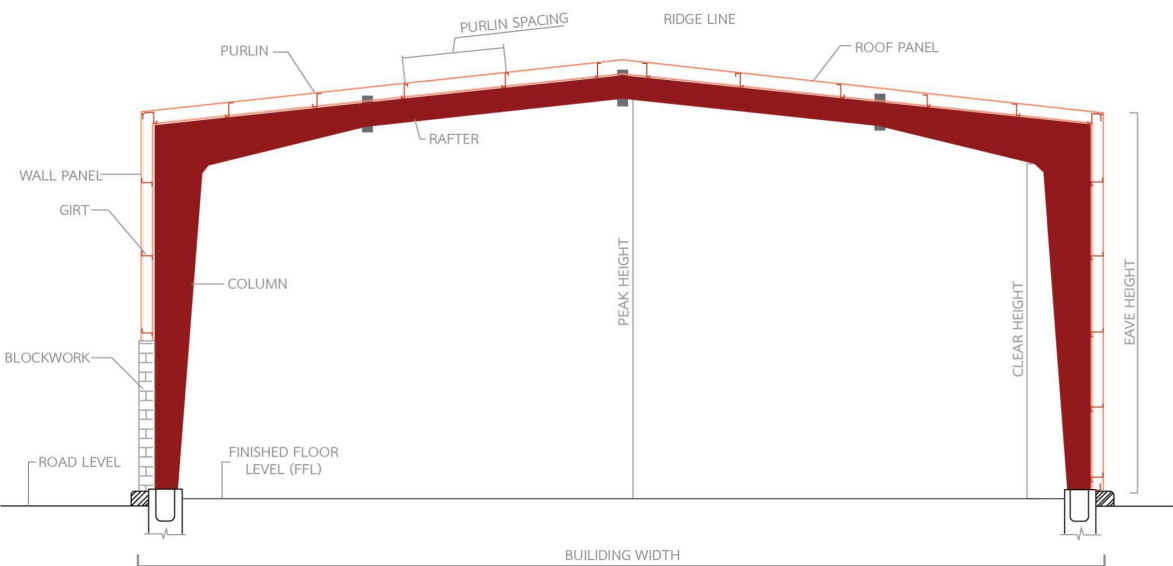 PURLIN SPACING
RIDGE LINE
PURLIN
ROOF PANEL
RAFTER
WALL PANEL
GIRT
COLUMN
PEAK HEIGHT
CLEAR HEIGHT
EAVE HEIGHT
BLOCKWORK
ROAD LEVEL
FINISHED FLOOR
LEVEL (FFL)
BUILIDING WIDTH